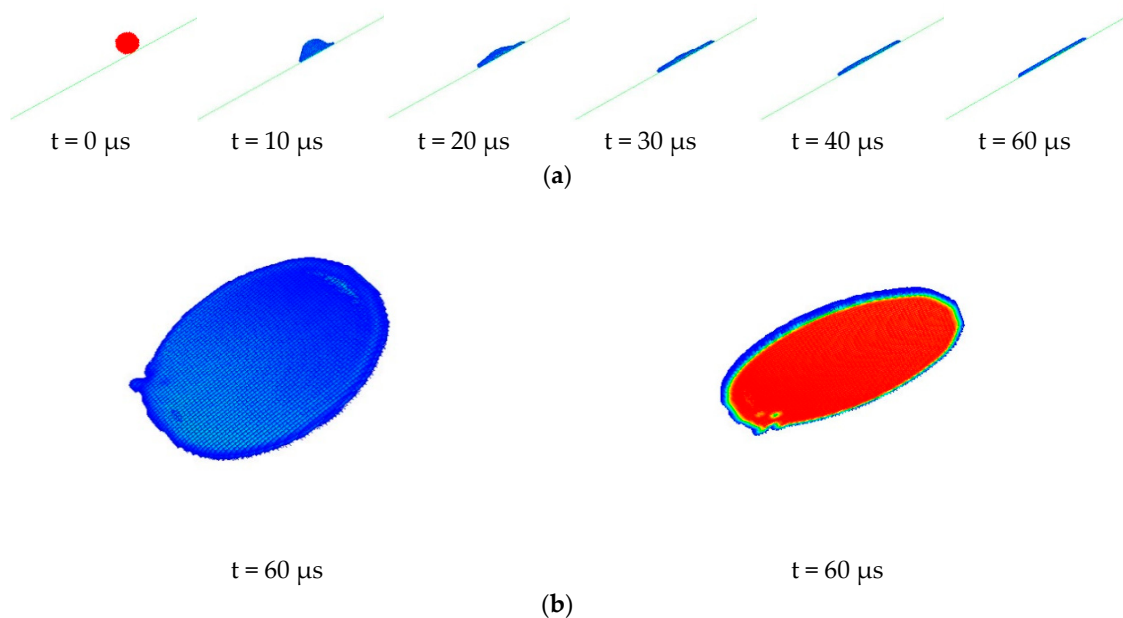 t = 0 μs t = 10 μs t = 20 μs t = 30 μs t = 40 μs t = 60 μs
(a)
t = 60 μs t = 60 μs
(b)